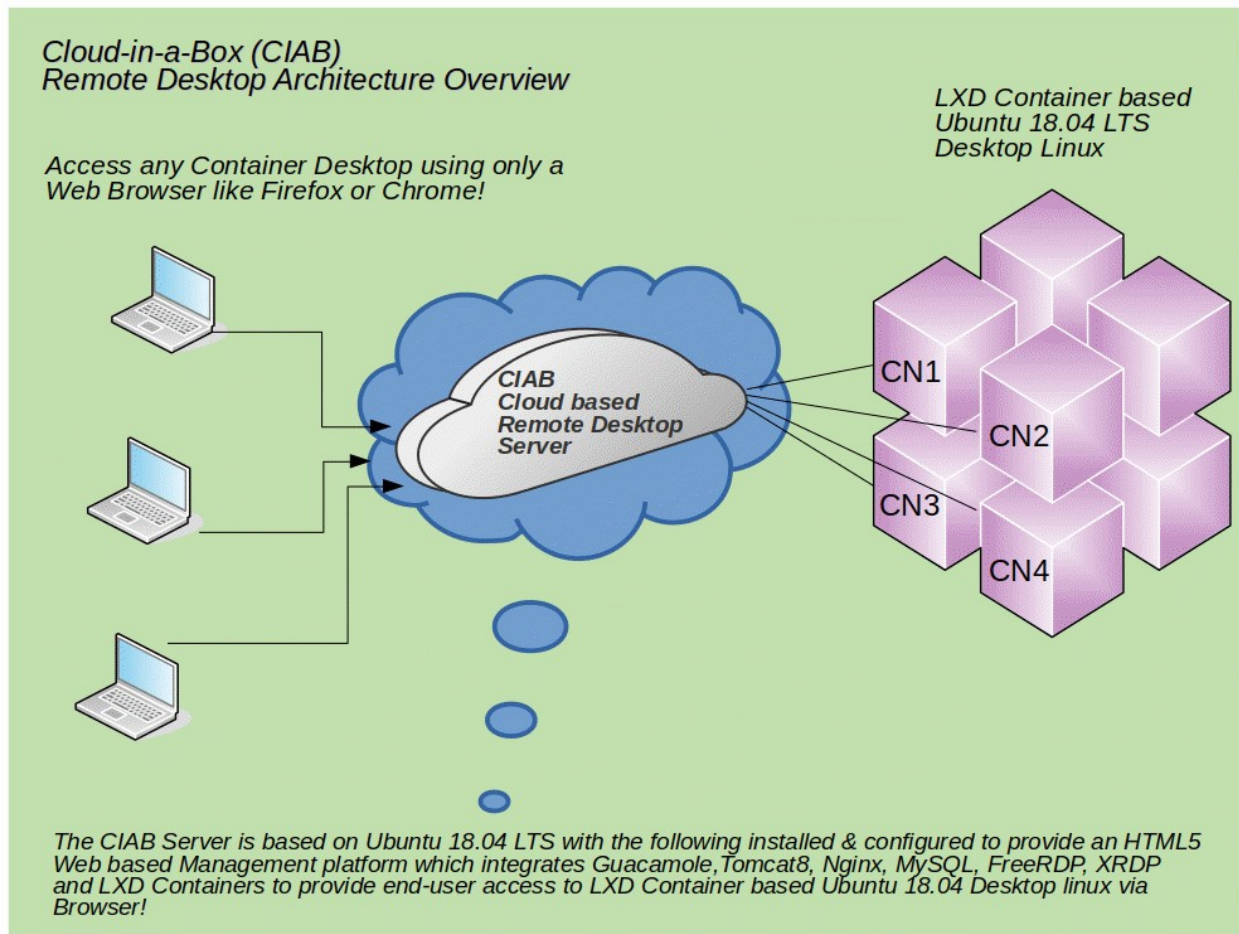 Cloud-in-a-Box (CIAB)
Remote Desktop Architecture Overview
LXD Container based
Ubuntu 18.04 LTS
Desktop Linux
Access any Container Desktop using only a
Web Browser like Firefox or Chrome!
CIAB
Cloud based
Remote Desktop
Server
CN1
CN2
CN3
CN4
The CIAB Server is based on Ubuntu 18.04 LTS with the following installed & configured to provide an HTML5
Web based Management platform which integrates Guacamole,Tomcat8, Nginx, MySQL, FreeRDP, XRDP
and LXD Containers to provide end-user access to LXD Container based Ubuntu 18.04 Desktop linux via
Browser!